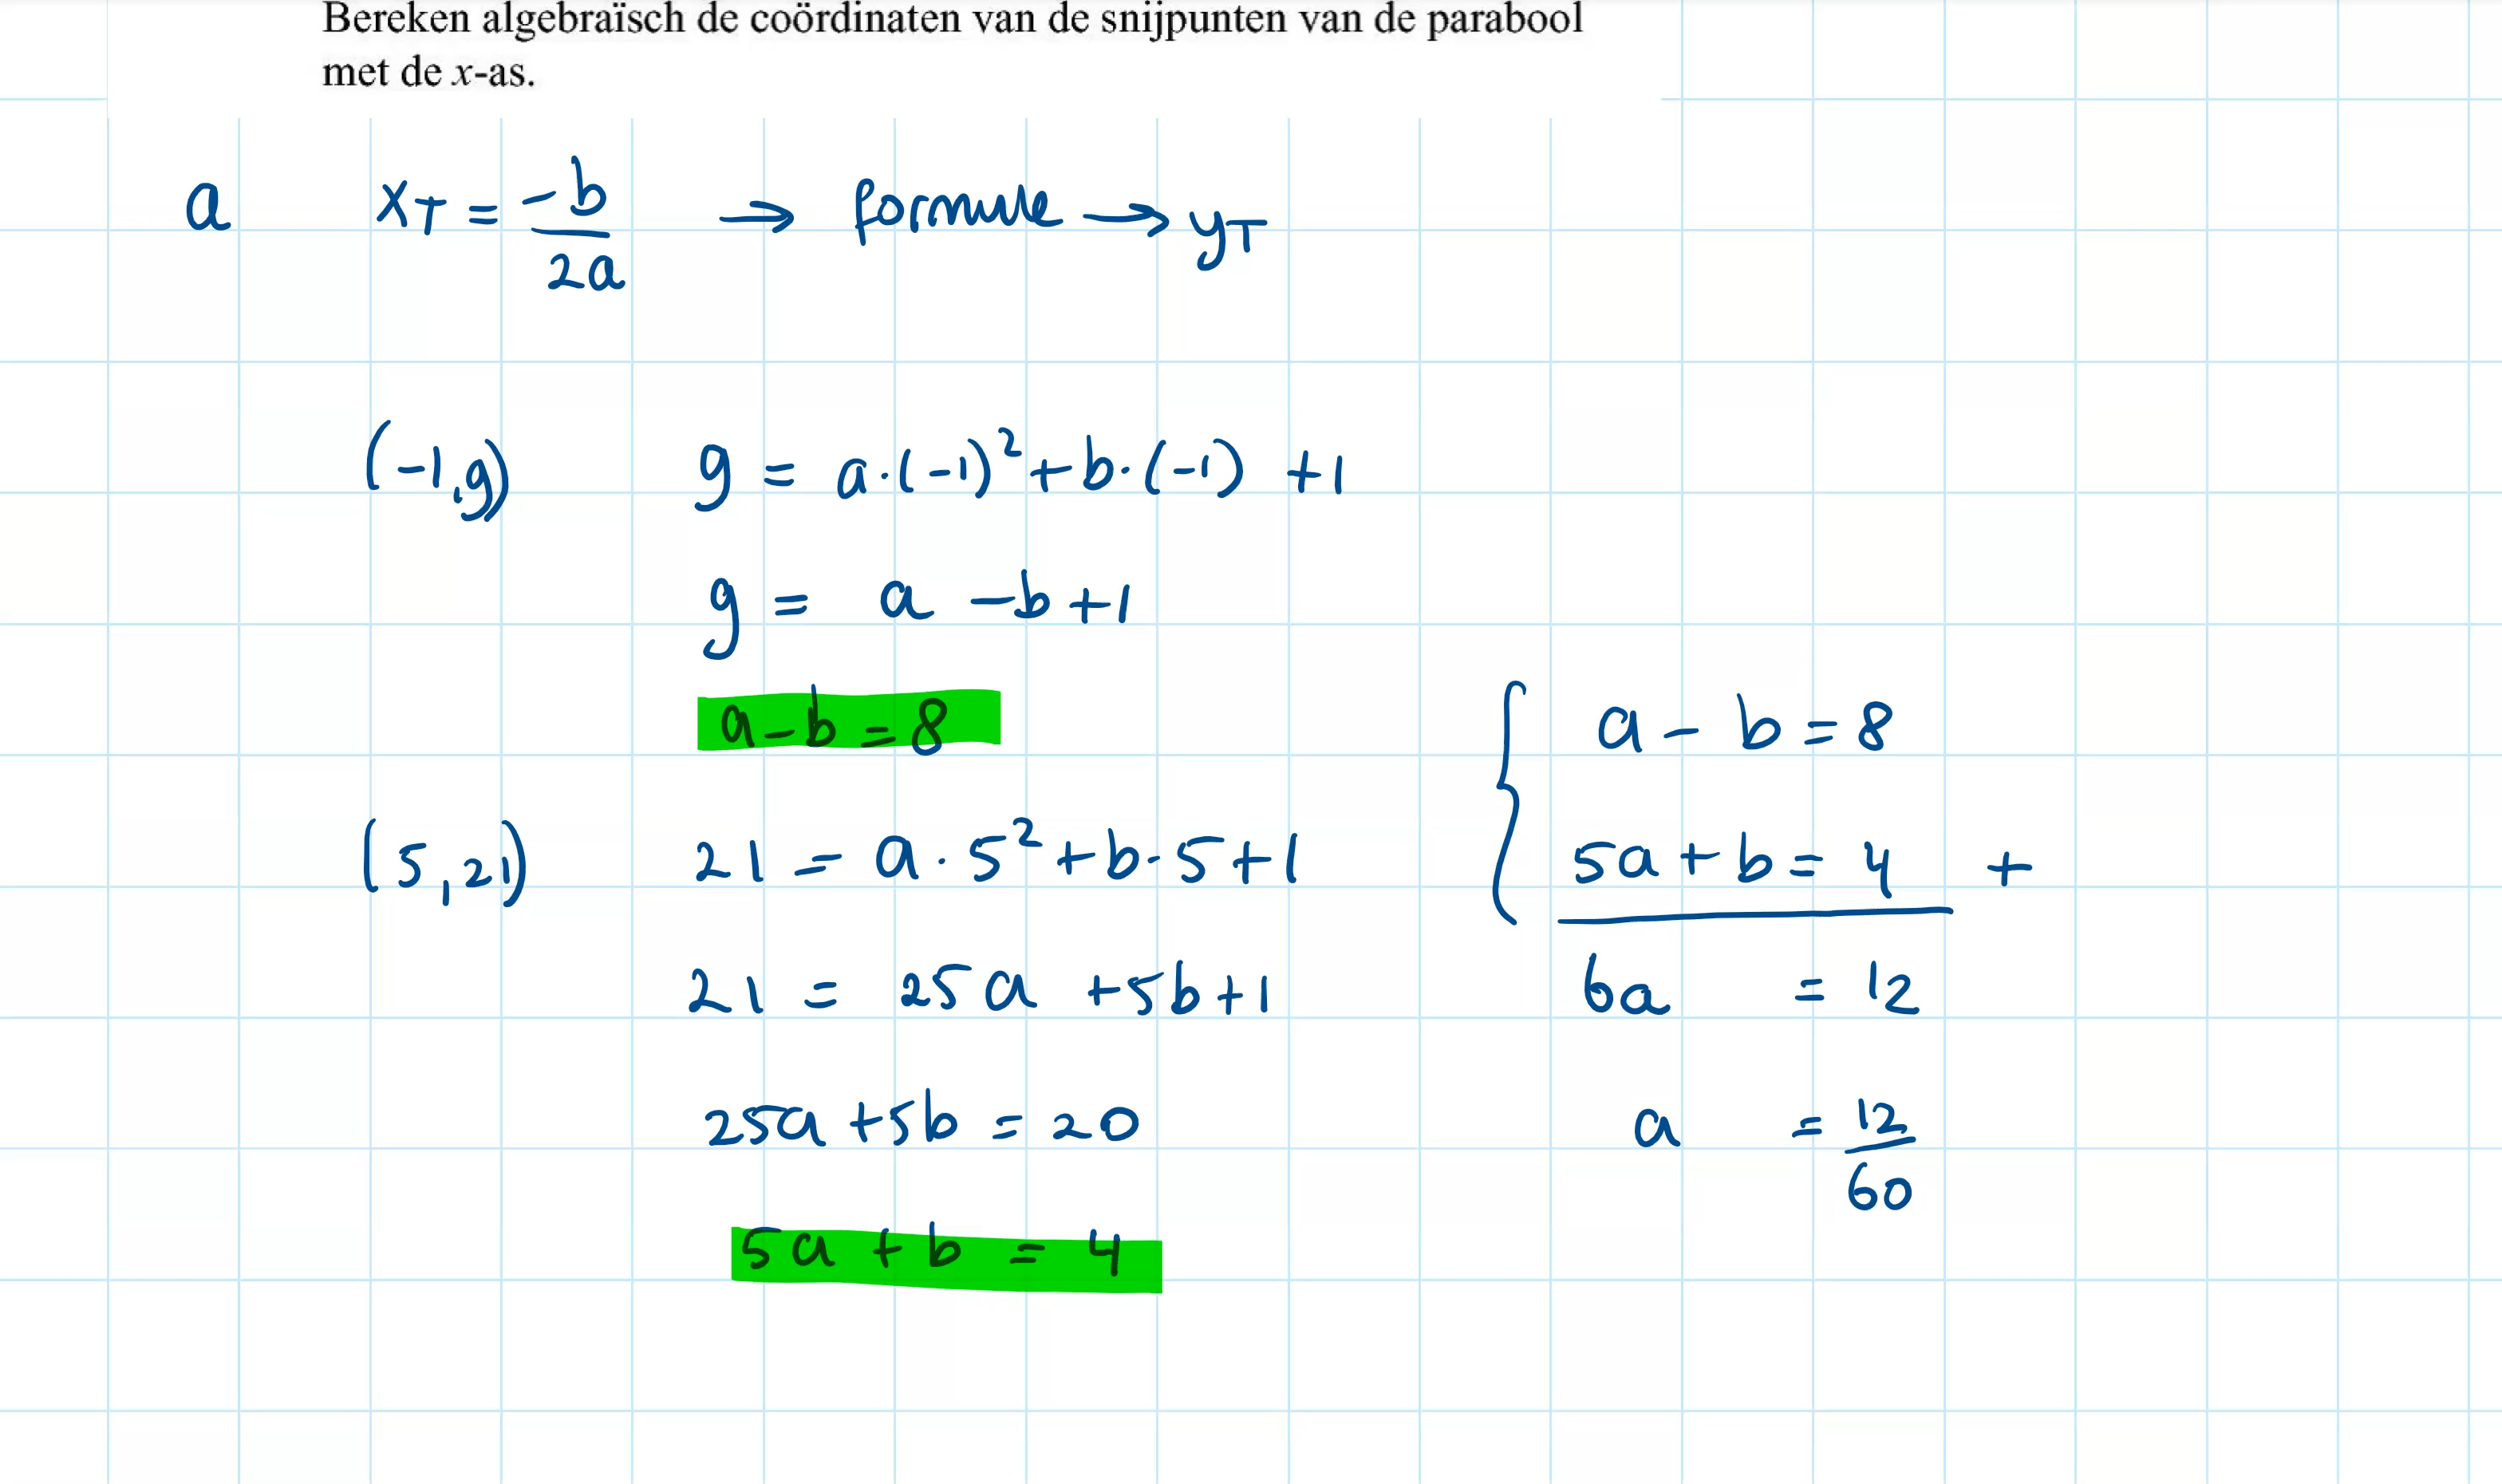 Bereken algebraïsch de coördinaten van de snijpunten van de parabool
met de x-as.
a x_T = -b/2a → formule → y_T
(-1,9) 9 = a·(-1)² + b·(-1) +1
9 = a -b+1
a-b=8
(5,21) 21 = a·5²+b·5+1
21 = 25a +5b+1
25a +5b = 20
5a + b = 4
a - b = 8
5a + b = 4 +
6a = 12
a = 12/60